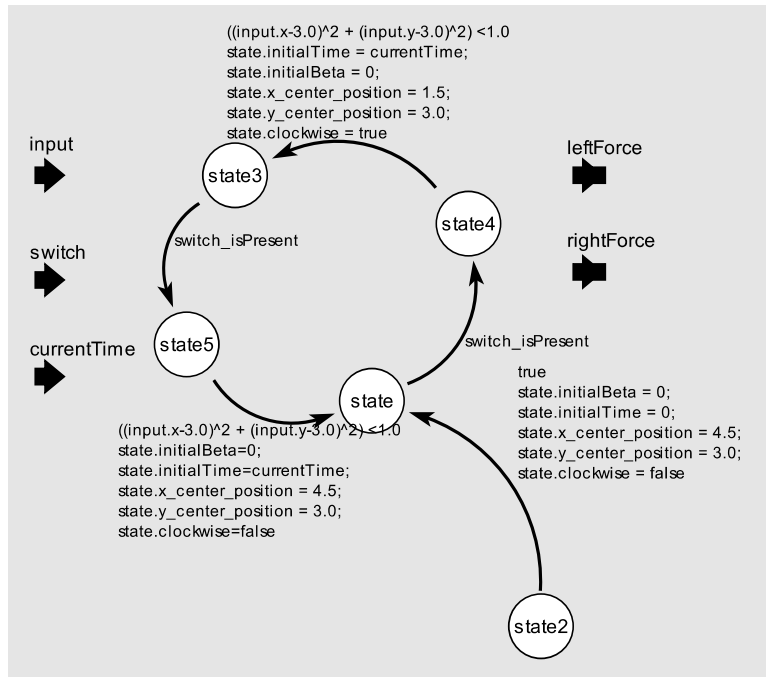 ((input.x-3.0)^2 + (input.y-3.0)^2) <1.0
state.initialTime = currentTime;
state.initialBeta = 0;
state.x_center_position = 1.5;
state.y_center_position = 3.0;
state.clockwise = true
input
switch
currentTime
leftForce
rightForce
state3
state4
switch_isPresent
state5
state
switch_isPresent
true
state.initialBeta = 0;
state.initialTime = 0;
state.x_center_position = 4.5;
state.y_center_position = 3.0;
state.clockwise = false
((input.x-3.0)^2 + (input.y-3.0)^2) <1.0
state.initialBeta=0;
state.initialTime=currentTime;
state.x_center_position = 4.5;
state.y_center_position = 3.0;
state.clockwise=false
state2